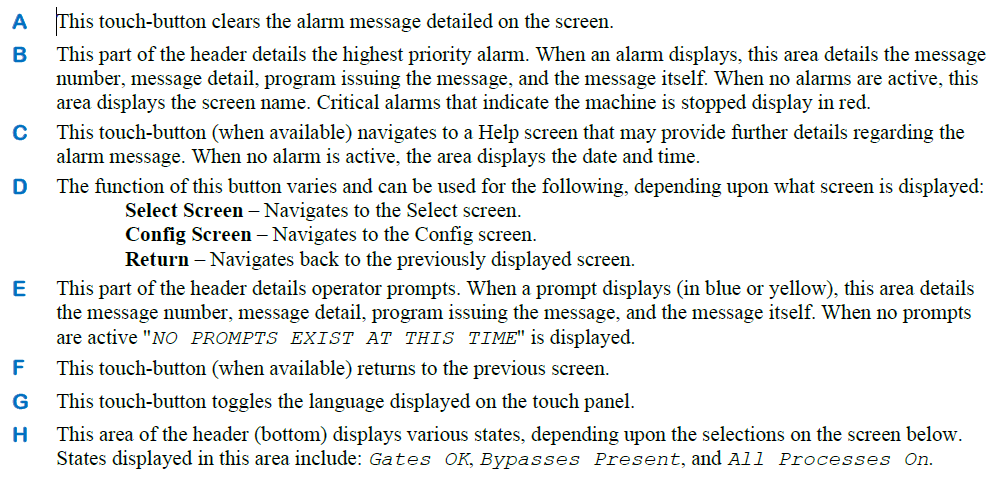 A This touch-button clears the alarm message detailed on the screen.
B This part of the header details the highest priority alarm. When an alarm displays, this area details the message
number, message detail, program issuing the message, and the message itself. When no alarms are active, this
area displays the screen name. Critical alarms that indicate the machine is stopped display in red.
C This touch-button (when available) navigates to a Help screen that may provide further details regarding the
alarm message. When no alarm is active, the area displays the date and time.
D The function of this button varies and can be used for the following, depending upon what screen is displayed:
Select Screen – Navigates to the Select screen.
Config Screen – Navigates to the Config screen.
Return – Navigates back to the previously displayed screen.
E This part of the header details operator prompts. When a prompt displays (in blue or yellow), this area details
the message number, message detail, program issuing the message, and the message itself. When no prompts
are active "NO PROMPTS EXIST AT THIS TIME" is displayed.
F This touch-button (when available) returns to the previous screen.
G This touch-button toggles the language displayed on the touch panel.
H This area of the header (bottom) displays various states, depending upon the selections on the screen below.
States displayed in this area include: Gates OK, Bypasses Present, and All Processes On.